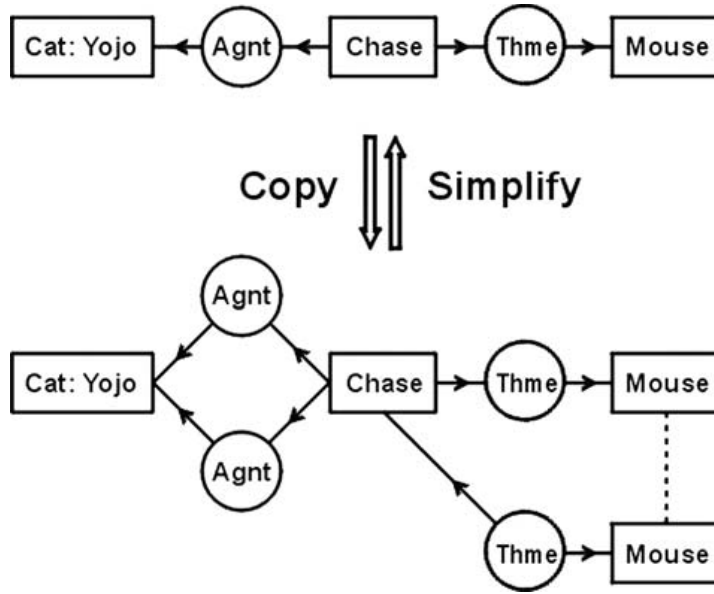 Cat: Yojo Agnt Chase Thme Mouse
Copy Simplify
Agnt
Cat: Yojo Chase Thme Mouse
Agnt
Thme Mouse